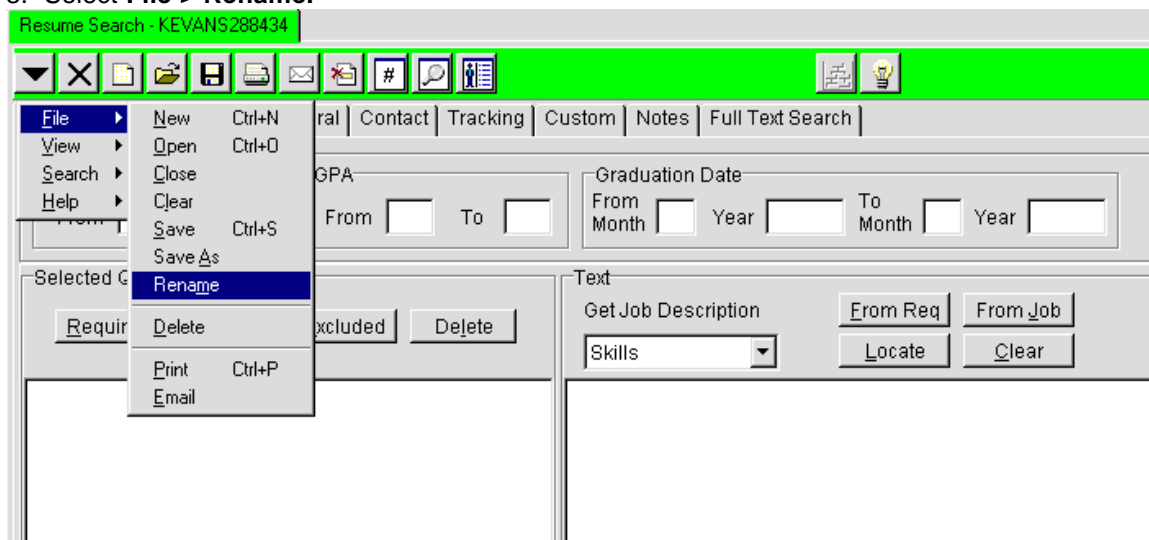 Select File > Rename.
Resume Search - KEVANS288434
#
File New Ctrl+N ral Contact Tracking Custom Notes Full Text Search
View Open Ctrl+O
Search Close GPA Graduation Date
Help Clear From To From Month Year To Month Year
From
Save Ctrl+S
Save As
Selected Rename Text
Get Job Description From Req From Job
Requir Delete xcluded Delete
Skills Locate Clear
Print Ctrl+P
Email